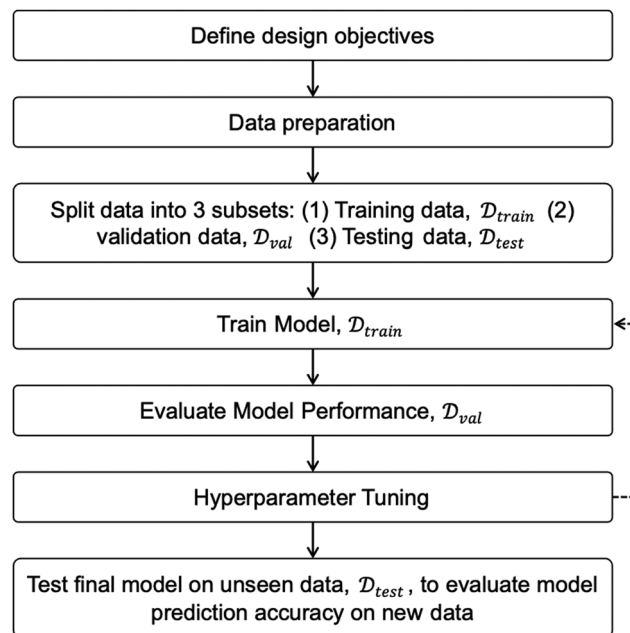 Define design objectives
Data preparation
Split data into 3 subsets: (1) Training data, 𝒟train (2)
validation data, 𝒟val (3) Testing data, 𝒟test
Train Model, 𝒟train
Evaluate Model Performance, 𝒟val
Hyperparameter Tuning
Test final model on unseen data, 𝒟test, to evaluate model
prediction accuracy on new data